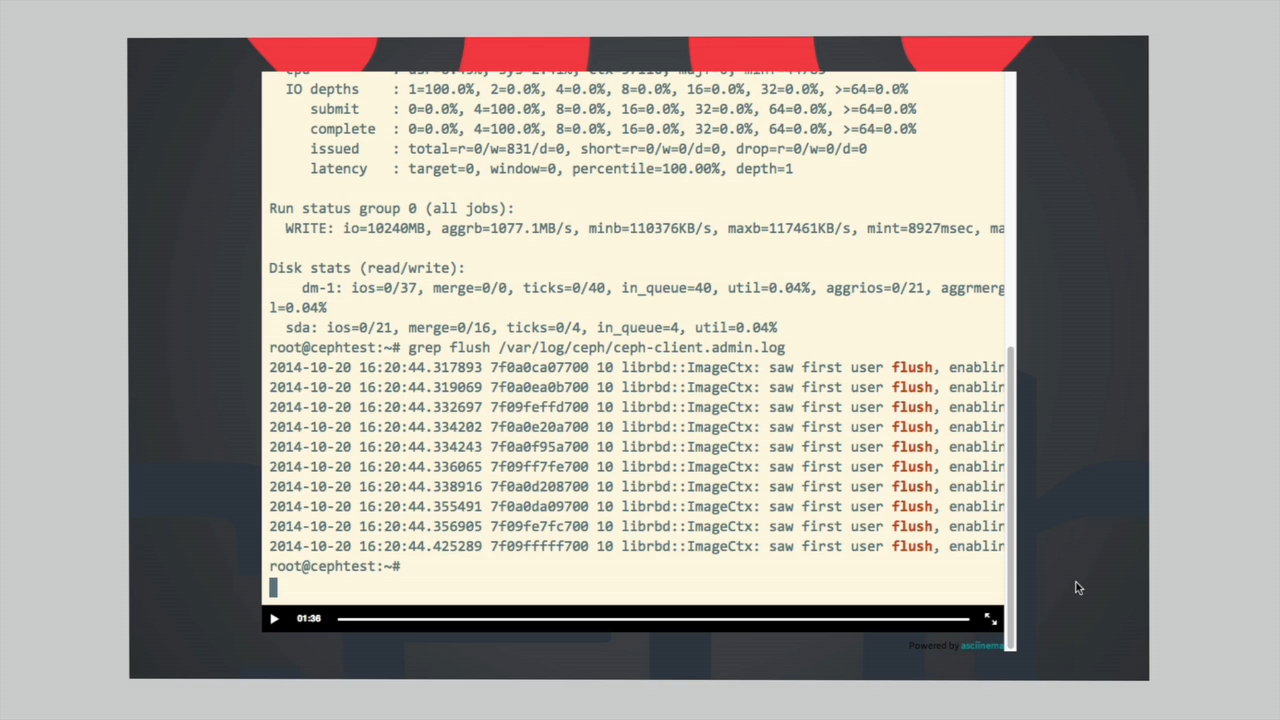 IO depths : 1=100.0%, 2=0.0%, 4=0.0%, 8=0.0%, 16=0.0%, 32=0.0%, >=64=0.0%
submit : 0=0.0%, 4=100.0%, 8=0.0%, 16=0.0%, 32=0.0%, 64=0.0%, >=64=0.0%
complete : 0=0.0%, 4=100.0%, 8=0.0%, 16=0.0%, 32=0.0%, 64=0.0%, >=64=0.0%
issued : total=r=0/w=831/d=0, short=r=0/w=0/d=0, drop=r=0/w=0/d=0
latency : target=0, window=0, percentile=100.00%, depth=1
Run status group 0 (all jobs):
WRITE: io=10240MB, aggrb=1077.1MB/s, minb=110376KB/s, maxb=117461KB/s, mint=8927msec, ma
Disk stats (read/write):
dm-1: ios=0/37, merge=0/0, ticks=0/40, in_queue=40, util=0.04%, aggrios=0/21, aggrmerg
l=0.04%
sda: ios=0/21, merge=0/16, ticks=0/4, in_queue=4, util=0.04%
root@cephtest:~# grep flush /var/log/ceph/ceph-client.admin.log
2014-10-20 16:20:44.317893 7f0a0ca07700 10 librbd::ImageCtx: saw first user flush, enablin
2014-10-20 16:20:44.319069 7f0a0ea0b700 10 librbd::ImageCtx: saw first user flush, enablin
2014-10-20 16:20:44.332697 7f09feffd700 10 librbd::ImageCtx: saw first user flush, enablin
2014-10-20 16:20:44.334202 7f0a0e20a700 10 librbd::ImageCtx: saw first user flush, enablin
2014-10-20 16:20:44.334243 7f0a0f95a700 10 librbd::ImageCtx: saw first user flush, enablin
2014-10-20 16:20:44.336065 7f09ff7fe700 10 librbd::ImageCtx: saw first user flush, enablin
2014-10-20 16:20:44.338916 7f0a0d208700 10 librbd::ImageCtx: saw first user flush, enablin
2014-10-20 16:20:44.355491 7f0a0da09700 10 librbd::ImageCtx: saw first user flush, enablin
2014-10-20 16:20:44.356905 7f09fe7fc700 10 librbd::ImageCtx: saw first user flush, enablin
2014-10-20 16:20:44.425289 7f09fffff700 10 librbd::ImageCtx: saw first user flush, enablin
root@cephtest:~#
01:36
Powered by asciinema